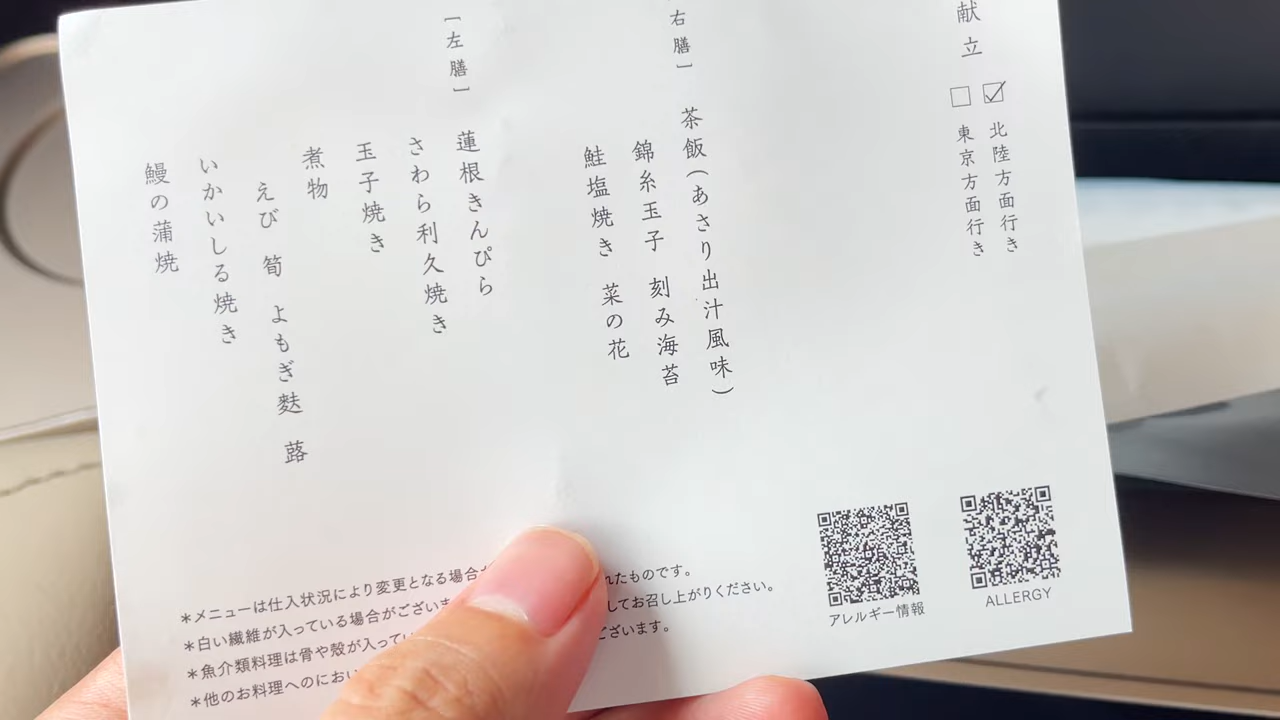 献立
☑北陸方面行き
☐東京方面行き
右膳］
茶飯(あさり出汁風味)
錦糸玉子 刻み海苔
鮭塩焼き 菜の花
［左膳］
蓮根きんぴら
さわら利久焼き
玉子焼き
煮物
えび 筍 よもぎ麩 蕗
いかいしる焼き
鰻の蒲焼
＊メニューは仕入状況により変更となる場合
＊白い繊維が入っている場合がございま れたものです。
＊魚介類料理は骨や殻が入って してお召し上がりください。
＊他のお料理へのにおい ございます。
アレルギー情報
ALLERGY